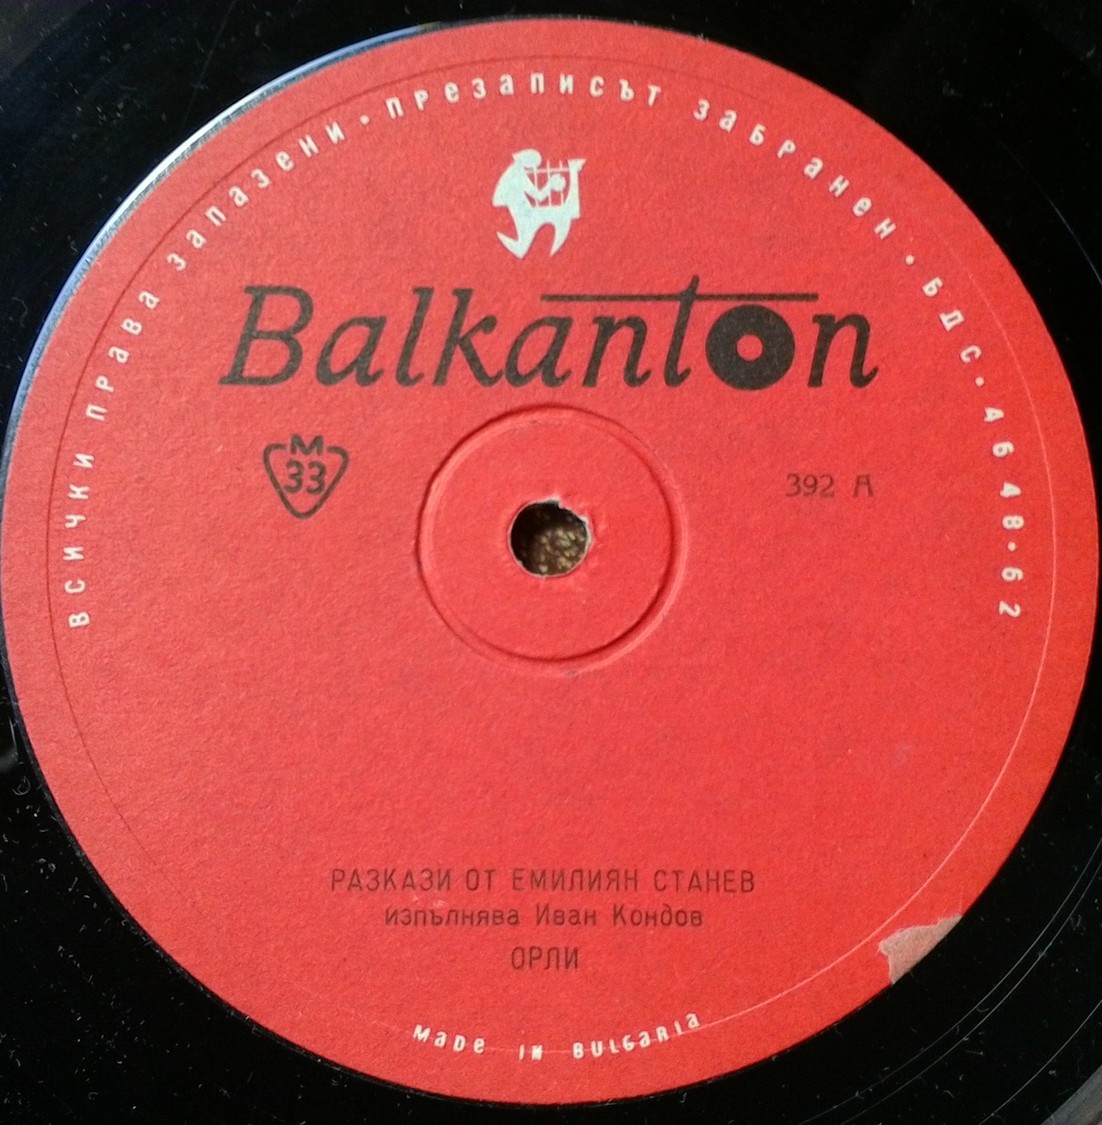 ВСИЧКИ ПРАВА ЗАПАЗЕНИ · ПРЕЗАПИСЪТ ЗАБРАНЕН · БДС · 46 48 · 62
Balkanton
M
33
392 А
РАЗКАЗИ ОТ ЕМИЛИЯН СТАНЕВ
изпълнява Иван Кондов
ОРЛИ
MADE IN BULGARIA